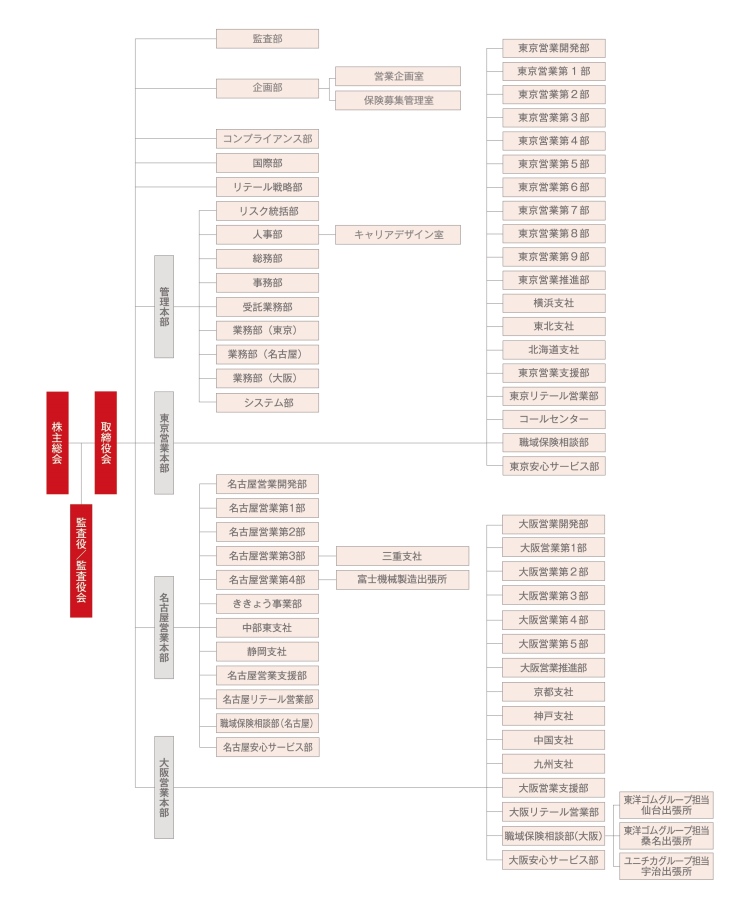 株主総会
監査役／監査役会
取締役会
監査部
企画部
営業企画室
保険募集管理室
コンプライアンス部
国際部
リテール戦略部
管理本部
リスク統括部
人事部
キャリアデザイン室
総務部
事務部
受託業務部
業務部（東京）
業務部（名古屋）
業務部（大阪）
システム部
東京営業本部
東京営業開発部
東京営業第１部
東京営業第２部
東京営業第３部
東京営業第４部
東京営業第５部
東京営業第６部
東京営業第７部
東京営業第８部
東京営業第９部
東京営業推進部
横浜支社
東北支社
北海道支社
東京営業支援部
東京リテール営業部
コールセンター
職域保険相談部
東京安心サービス部
名古屋営業本部
名古屋営業開発部
名古屋営業第1部
名古屋営業第2部
名古屋営業第3部
三重支社
名古屋営業第4部
富士機械製造出張所
ききょう事業部
中部東支社
静岡支社
名古屋営業支援部
名古屋リテール営業部
職域保険相談部（名古屋）
名古屋安心サービス部
大阪営業本部
大阪営業開発部
大阪営業第1部
大阪営業第２部
大阪営業第３部
大阪営業第４部
大阪営業第５部
大阪営業推進部
京都支社
神戸支社
中国支社
九州支社
大阪営業支援部
大阪リテール営業部
職域保険相談部（大阪）
東洋ゴムグループ担当
仙台出張所
東洋ゴムグループ担当
桑名出張所
ユニチカグループ担当
宇治出張所
大阪安心サービス部